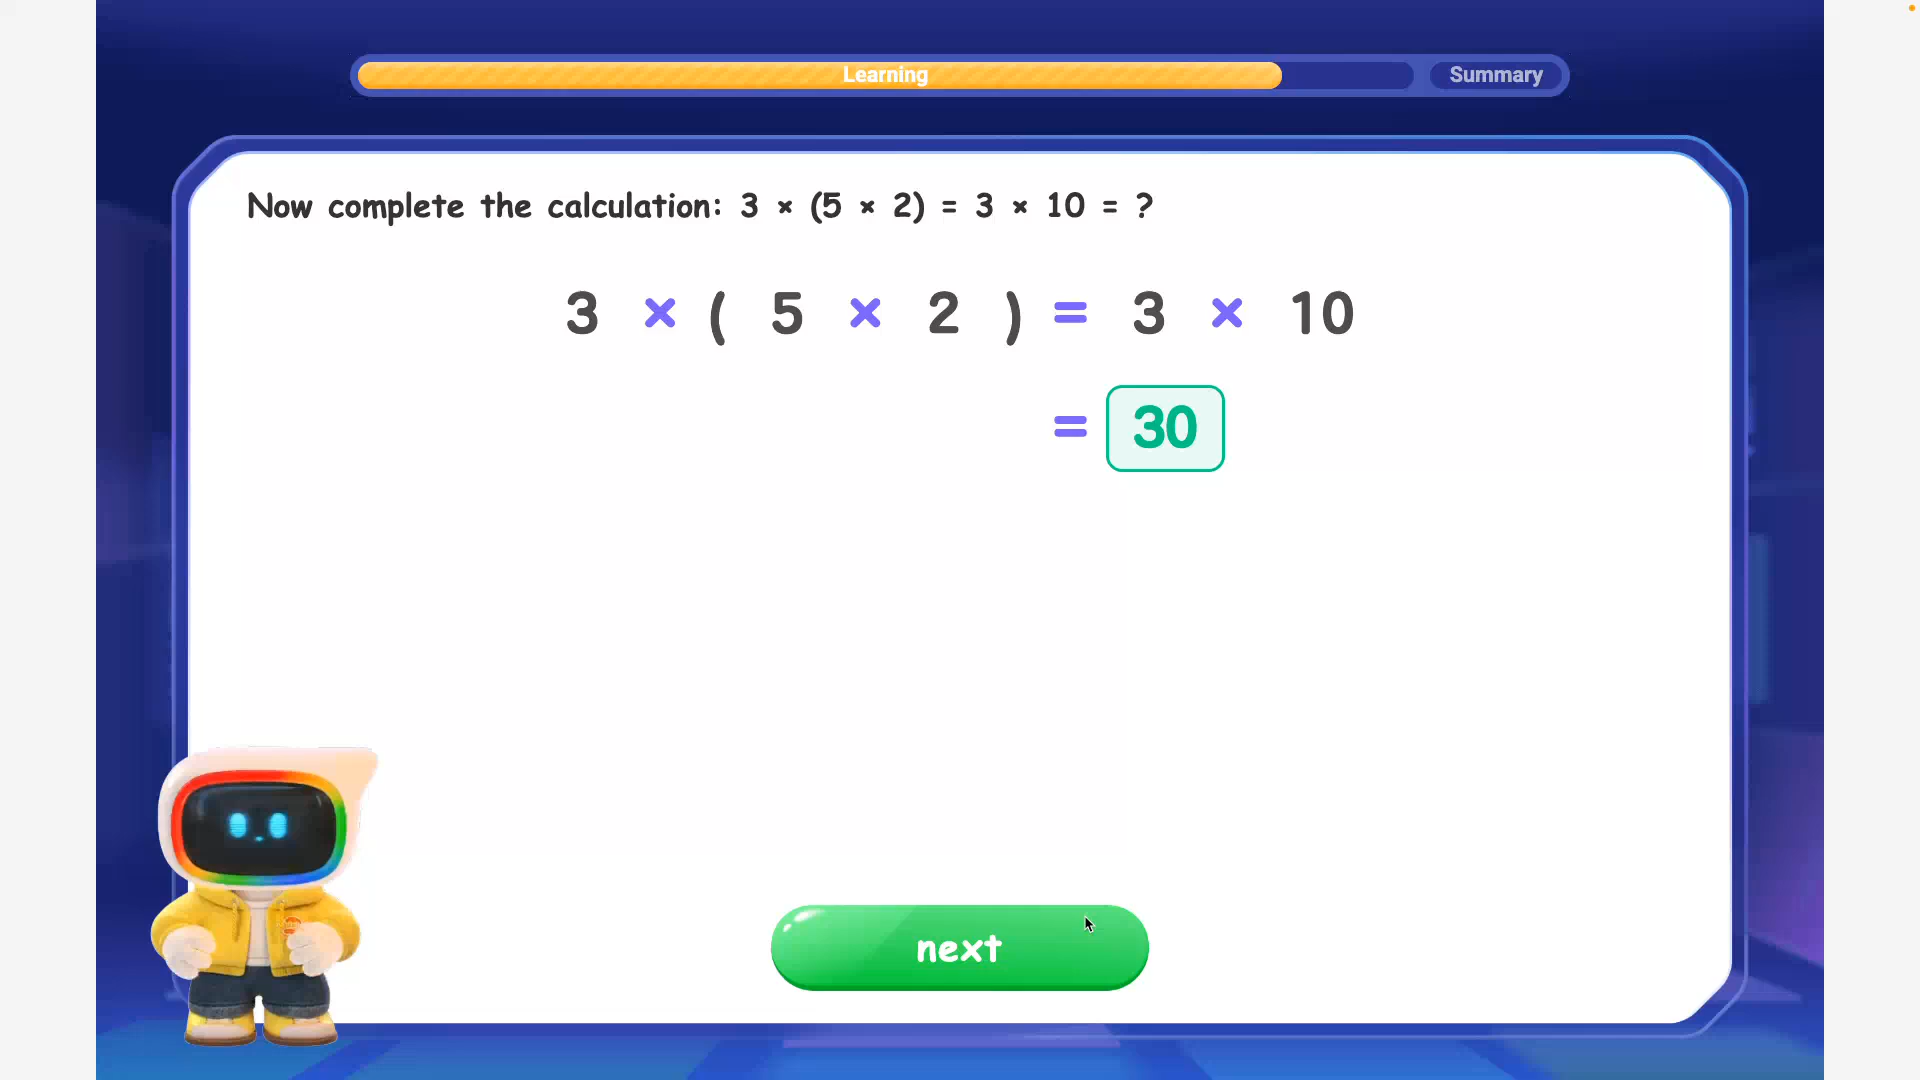 Learning
Summary
Now complete the calculation: 3 × (5 × 2) = 3 × 10 = ?
3 × ( 5 × 2 ) = 3 × 10
= 30
next